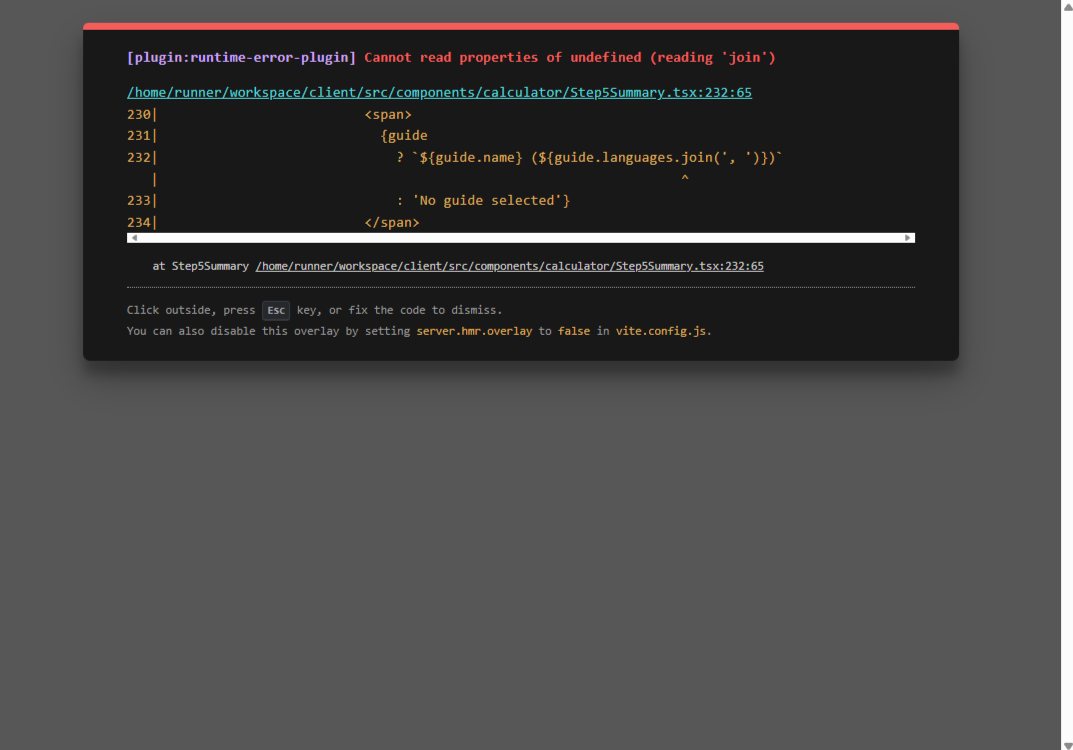 [plugin:runtime-error-plugin] Cannot read properties of undefined (reading 'join')
/home/runner/workspace/client/src/components/calculator/Step5Summary.tsx:232:65
230|                          <span>
231|                            {guide
232|                              ? `${guide.name} (${guide.languages.join(', ')})`
   |                                                                  ^
233|                              : 'No guide selected'}
234|                          </span>
at Step5Summary /home/runner/workspace/client/src/components/calculator/Step5Summary.tsx:232:65
Click outside, press Esc key, or fix the code to dismiss.
You can also disable this overlay by setting server.hmr.overlay to false in vite.config.js.